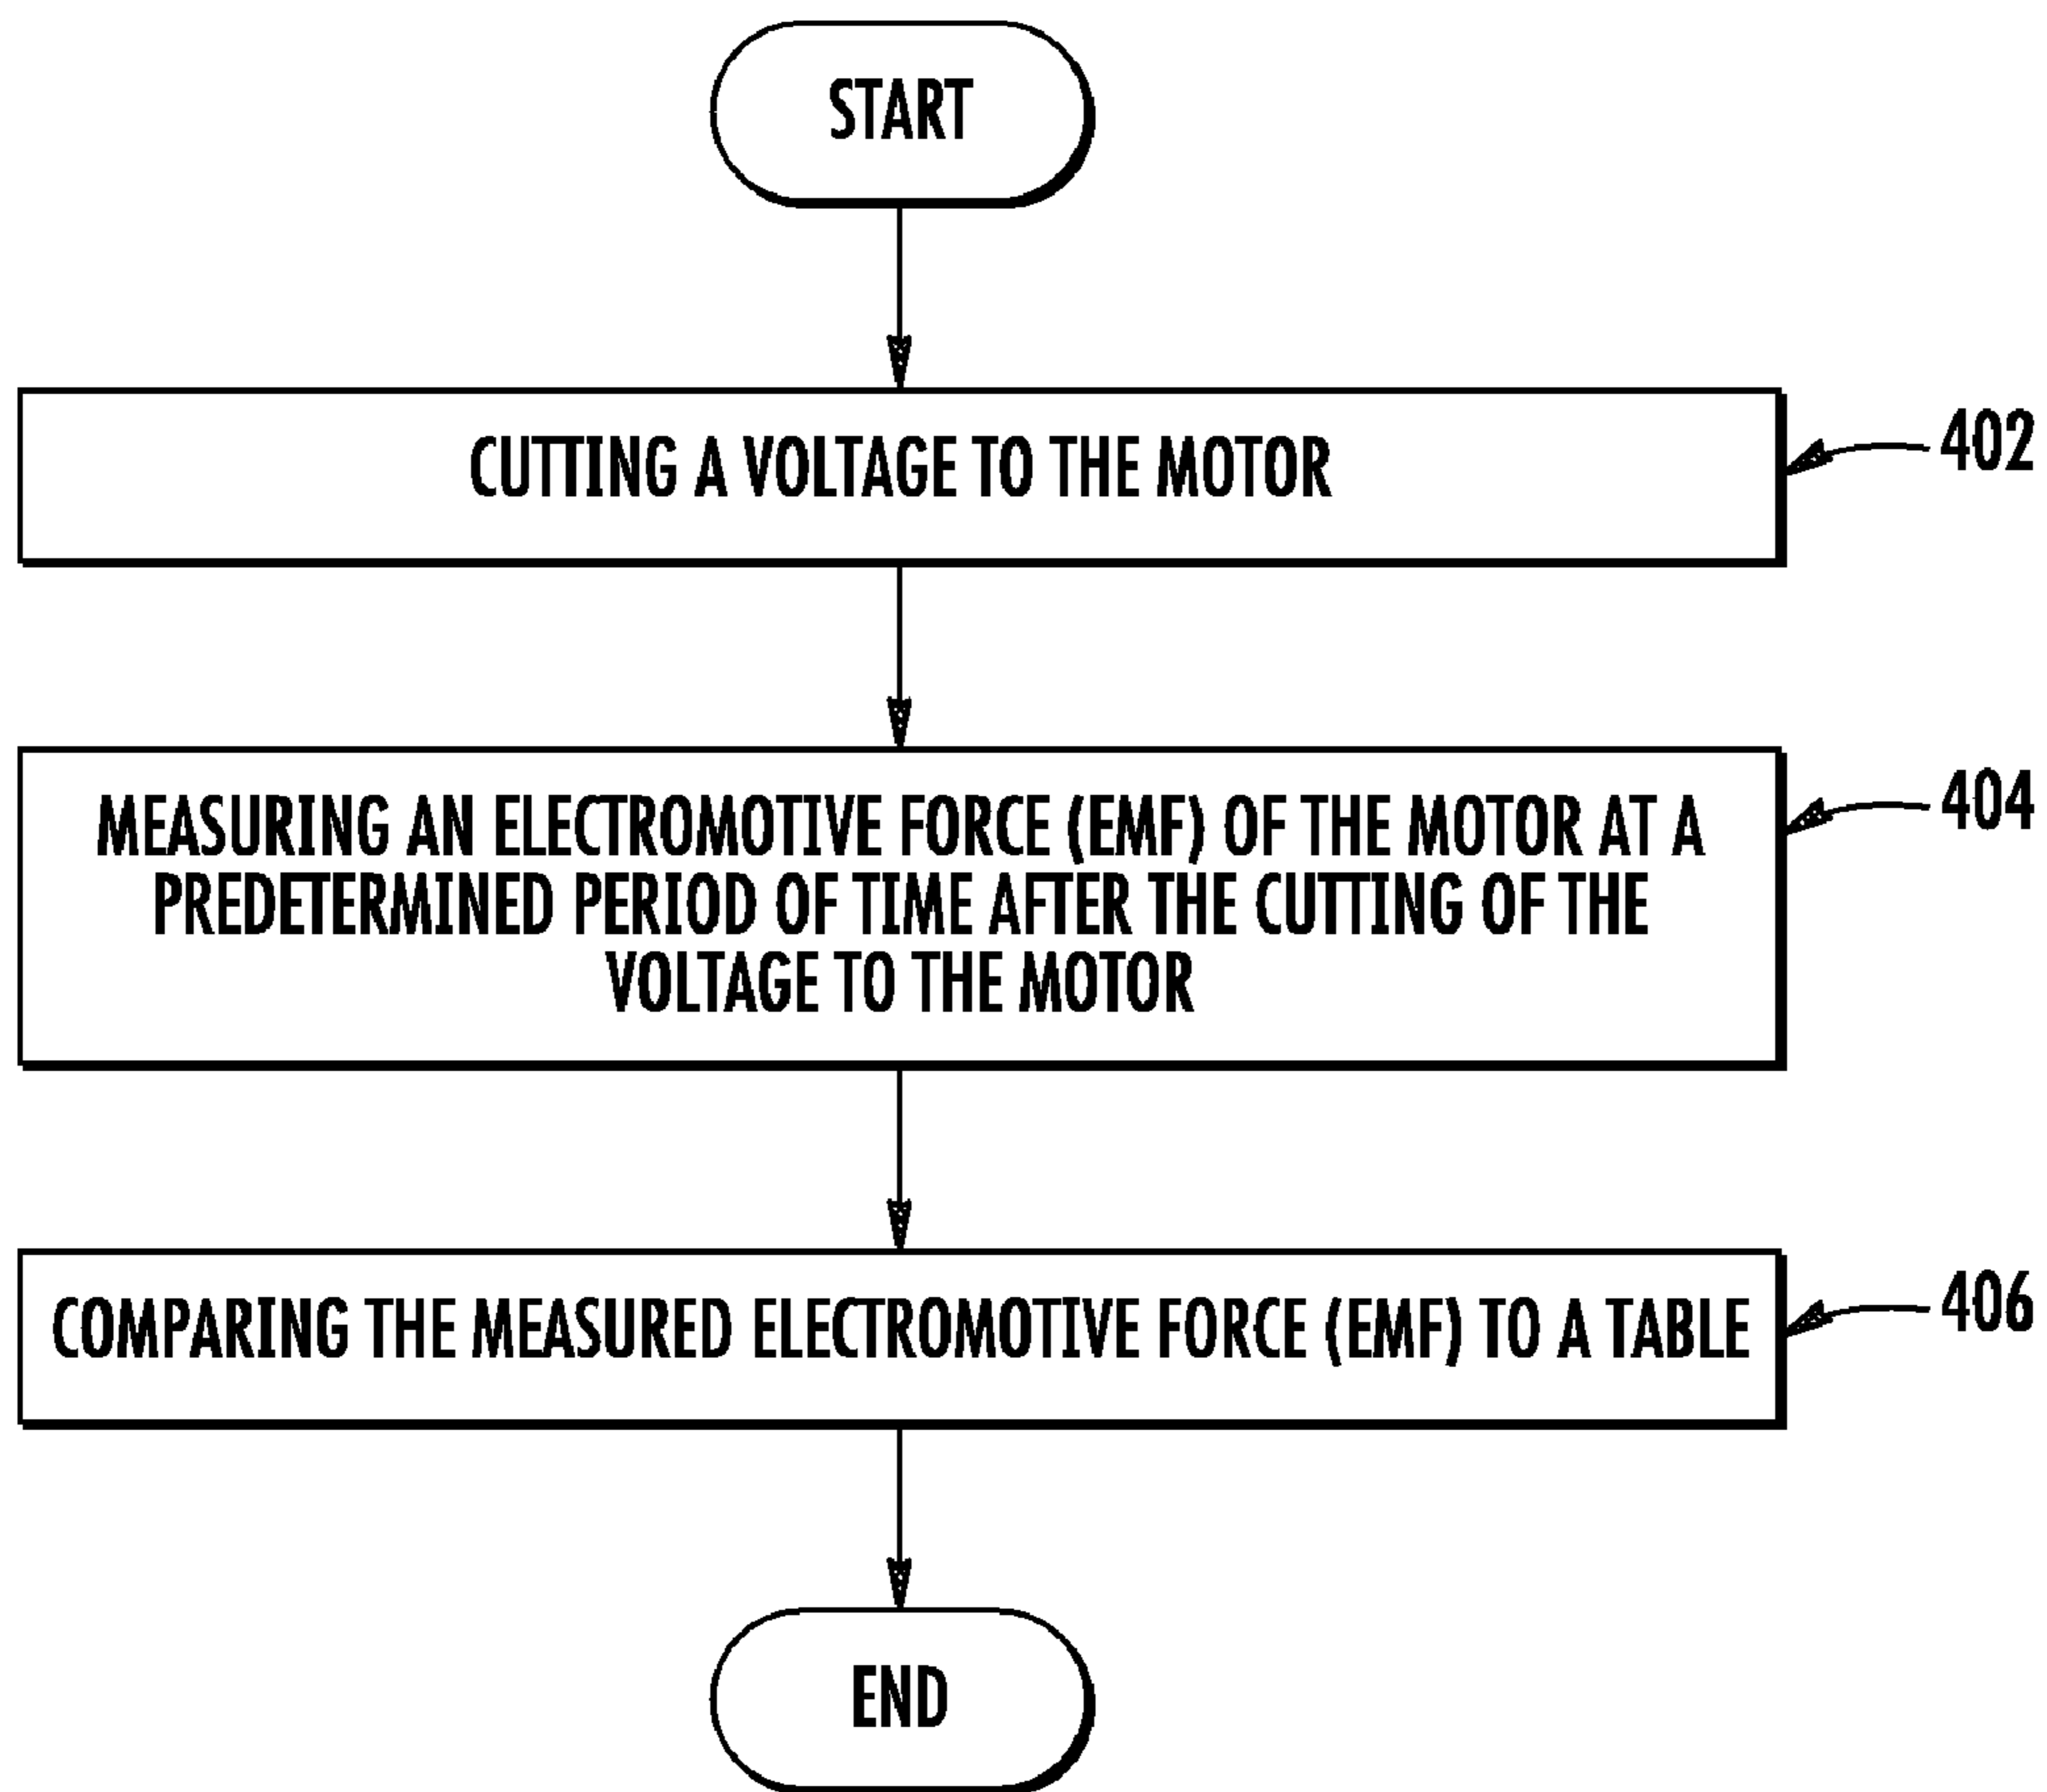 START
CUTTING A VOLTAGE TO THE MOTOR
402
MEASURING AN ELECTROMOTIVE FORCE (EMF) OF THE MOTOR AT A
PREDETERMINED PERIOD OF TIME AFTER THE CUTTING OF THE
VOLTAGE TO THE MOTOR
404
COMPARING THE MEASURED ELECTROMOTIVE FORCE (EMF) TO A TABLE
406
END